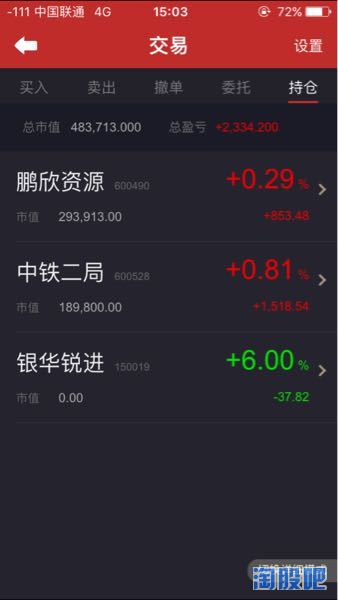 -111 中国联通 4G 15:03 72%
交易 设置
买入 卖出 撤单 委托 持仓
总市值 483,713.000 总盈亏 +2,334.200
鹏欣资源 600490 +0.29 %
市值 293,913.00 +853.48
中铁二局 600528 +0.81 %
市值 189,800.00 +1,518.54
银华锐进 150019 +6.00 %
市值 0.00 -37.82
淘股吧